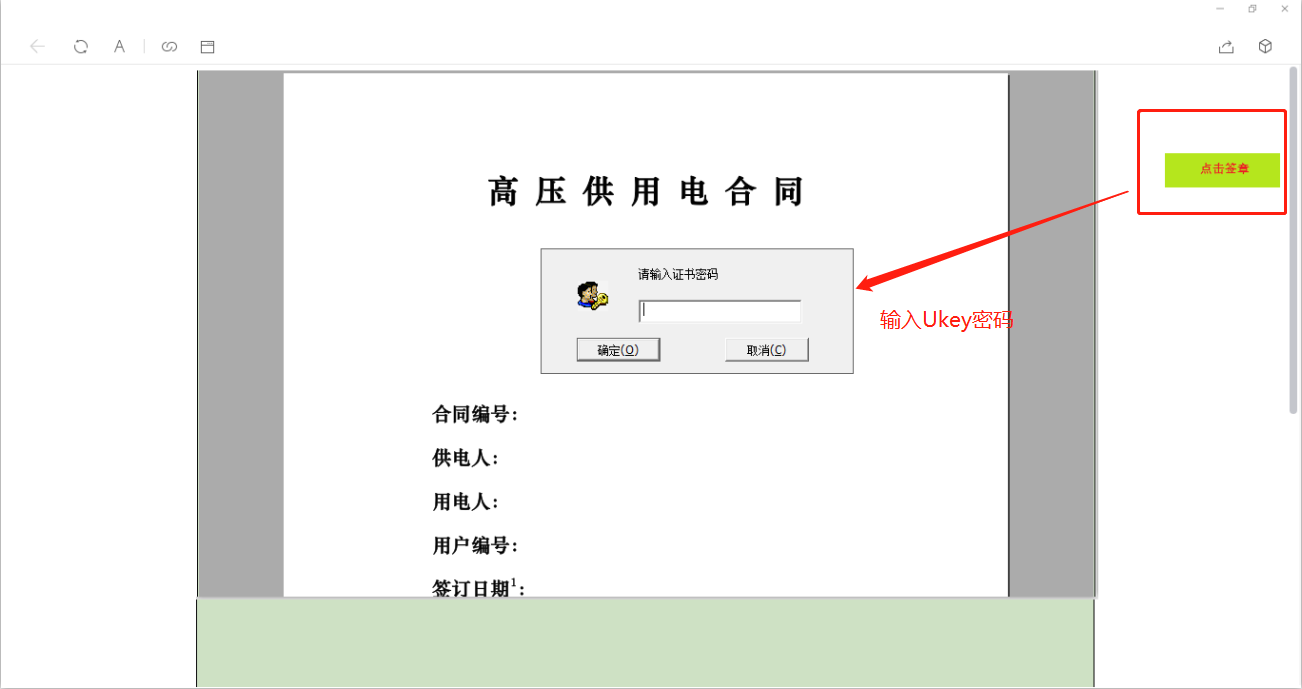 A
点击签章
高压供用电合同
请输入证书密码
确定(O)
取消(C)
输入Ukey密码
合同编号：
供电人：
用电人：
用户编号：
签订日期1：